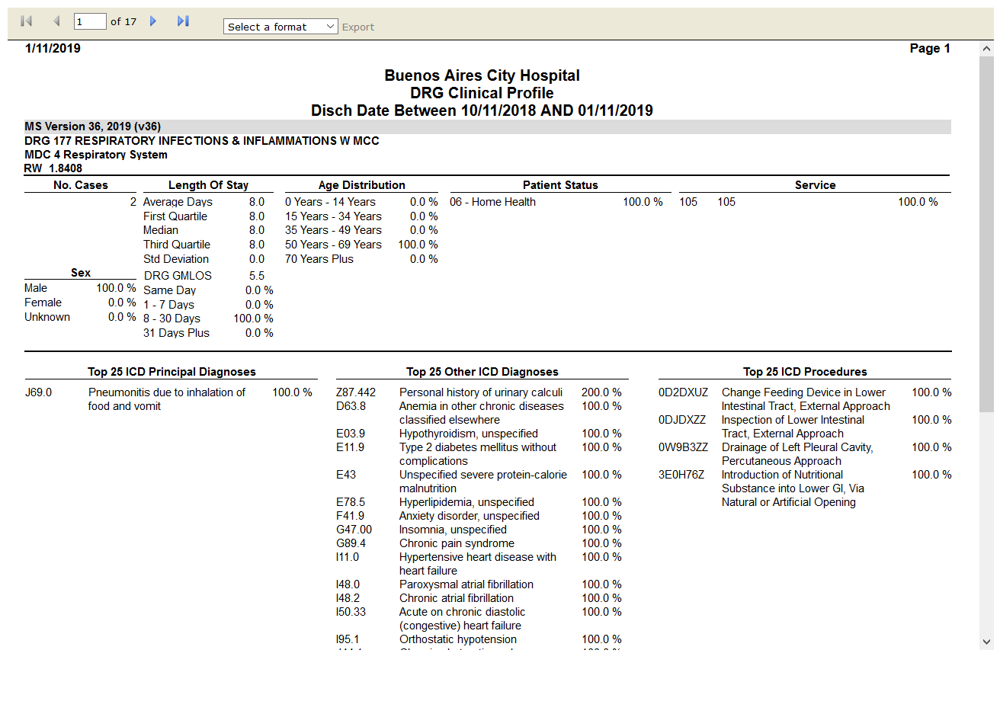 1 of 17 Select a format Export
1/11/2019 Page 1
Buenos Aires City Hospital
DRG Clinical Profile
Disch Date Between 10/11/2018 AND 01/11/2019
MS Version 36, 2019 (v36)
DRG 177 RESPIRATORY INFECTIONS & INFLAMMATIONS W MCC
MDC 4 Respiratory System
RW 1.8408
No. Cases
2
Sex
Male 100.0 %
Female 0.0 %
Unknown 0.0 %
Length Of Stay
Average Days 8.0
First Quartile 8.0
Median 8.0
Third Quartile 8.0
Std Deviation 0.0
DRG GMLOS 5.5
Same Day 0.0 %
1 - 7 Days 0.0 %
8 - 30 Days 100.0 %
31 Days Plus 0.0 %
Age Distribution
0 Years - 14 Years 0.0 %
15 Years - 34 Years 0.0 %
35 Years - 49 Years 0.0 %
50 Years - 69 Years 100.0 %
70 Years Plus 0.0 %
Patient Status
06 - Home Health 100.0 %
Service
105 105 100.0 %
Top 25 ICD Principal Diagnoses
J69.0 Pneumonitis due to inhalation of 100.0 %
food and vomit
Top 25 Other ICD Diagnoses
Z87.442 Personal history of urinary calculi 200.0 %
D63.8 Anemia in other chronic diseases 100.0 %
classified elsewhere
E03.9 Hypothyroidism, unspecified 100.0 %
E11.9 Type 2 diabetes mellitus without 100.0 %
complications
E43 Unspecified severe protein-calorie 100.0 %
malnutrition
E78.5 Hyperlipidemia, unspecified 100.0 %
F41.9 Anxiety disorder, unspecified 100.0 %
G47.00 Insomnia, unspecified 100.0 %
G89.4 Chronic pain syndrome 100.0 %
I11.0 Hypertensive heart disease with 100.0 %
heart failure
I48.0 Paroxysmal atrial fibrillation 100.0 %
I48.2 Chronic atrial fibrillation 100.0 %
I50.33 Acute on chronic diastolic 100.0 %
(congestive) heart failure
I95.1 Orthostatic hypotension 100.0 %
Top 25 ICD Procedures
0D2DXUZ Change Feeding Device in Lower 100.0 %
Intestinal Tract, External Approach
0DJDXZZ Inspection of Lower Intestinal 100.0 %
Tract, External Approach
0W9B3ZZ Drainage of Left Pleural Cavity, 100.0 %
Percutaneous Approach
3E0H76Z Introduction of Nutritional 100.0 %
Substance into Lower GI, Via
Natural or Artificial Opening